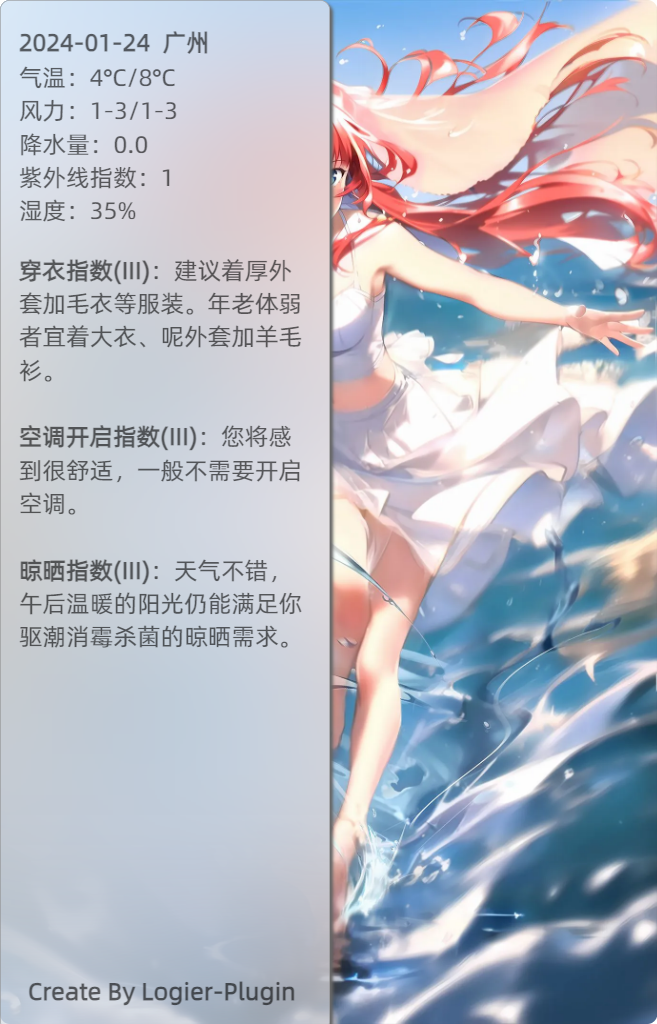 2024-01-24 广州
气温：4℃/8℃
风力：1-3/1-3
降水量：0.0
紫外线指数：1
湿度：35%
穿衣指数(III)：建议着厚外
套加毛衣等服装。年老体弱
者宜着大衣、呢外套加羊毛
衫。
空调开启指数(III)：您将感
到很舒适，一般不需要开启
空调。
晾晒指数(III)：天气不错，
午后温暖的阳光仍能满足你
驱潮消霉杀菌的晾晒需求。
Create By Logier-Plugin